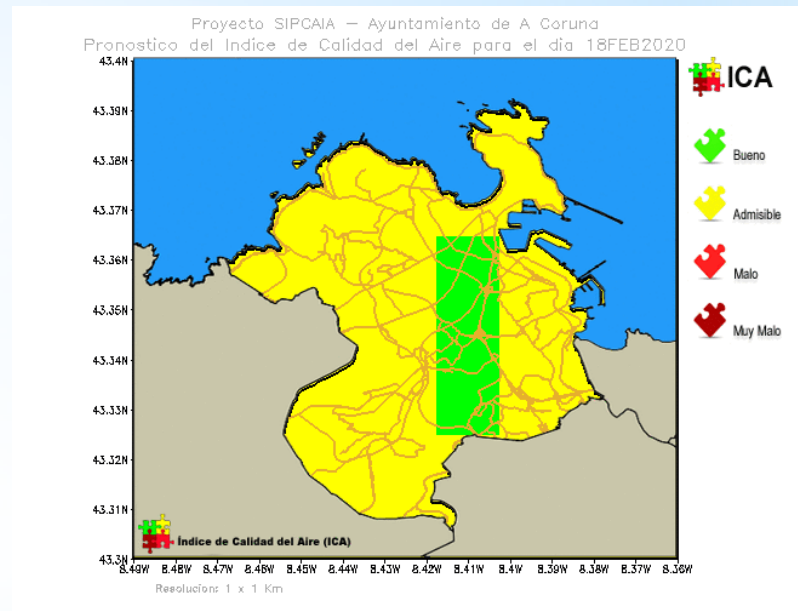 Proyecto SIPCAIA – Ayuntamiento de A Coruna
Pronostico del Indice de Calidad del Aire para el dia 18FEB2020
43.4N
43.39N
43.38N
43.37N
43.36N
43.35N
43.34N
43.33N
43.32N
43.31N
43.3N
8.49W 8.48W 8.47W 8.46W 8.45W 8.44W 8.43W 8.42W 8.41W 8.4W 8.39W 8.38W 8.37W 8.36W
Índice de Calidad del Aire (ICA)
Resolucion: 1 x 1 Km
ICA
Bueno
Admisible
Malo
Muy Malo